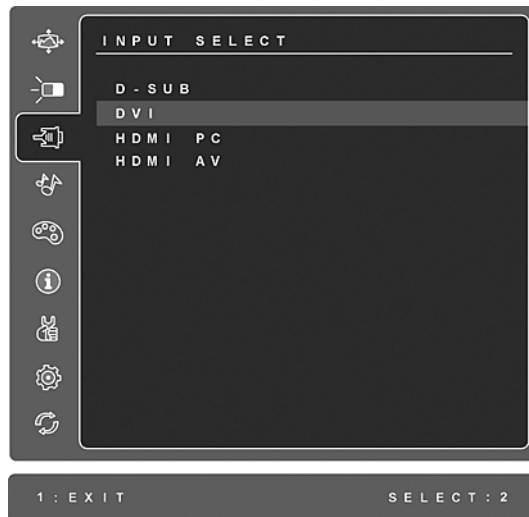 INPUT SELECT
D-SUB
DVI
HDMI PC
HDMI AV
1:EXIT SELECT:2